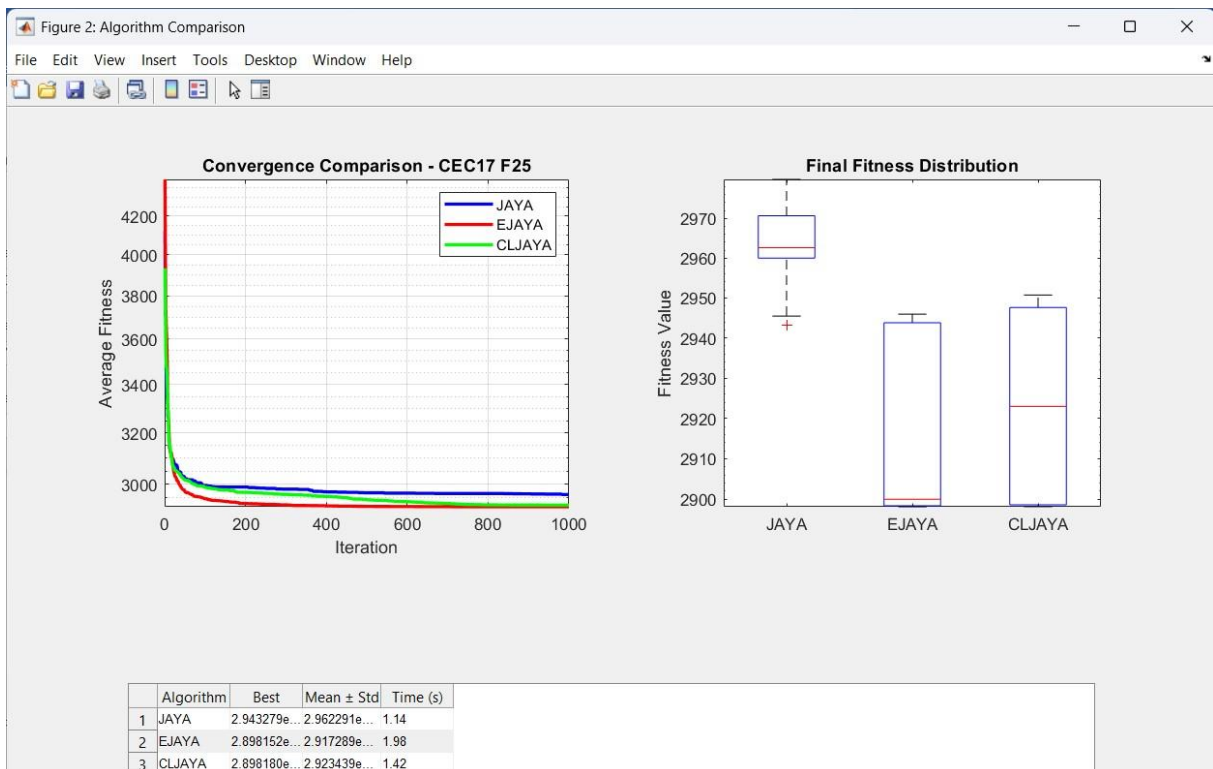 Figure 2: Algorithm Comparison
File Edit View Insert Tools Desktop Window Help
Convergence Comparison - CEC17 F25
4200
4000
3800
3600
3400
3200
3000
Average Fitness
JAYA
EJAYA
CLJAYA
0 200 400 600 800 1000
Iteration
Final Fitness Distribution
2970
2960
2950
2940
2930
2920
2910
2900
Fitness Value
JAYA EJAYA CLJAYA
Algorithm Best Mean ± Std Time (s)
1 JAYA 2.943279e... 2.962291e... 1.14
2 EJAYA 2.898152e... 2.917289e... 1.98
3 CLJAYA 2.898180e... 2.923439e... 1.42